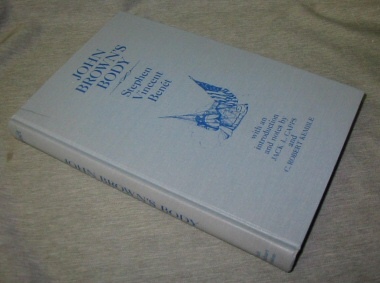 JOHN
BROWN'S
BODY
Stephen
Vincent
Benét
with an
introduction
and notes by
JACK L. CAPPS
and
C. ROBERT KEMBLE
JOHN BROWN'S BODY